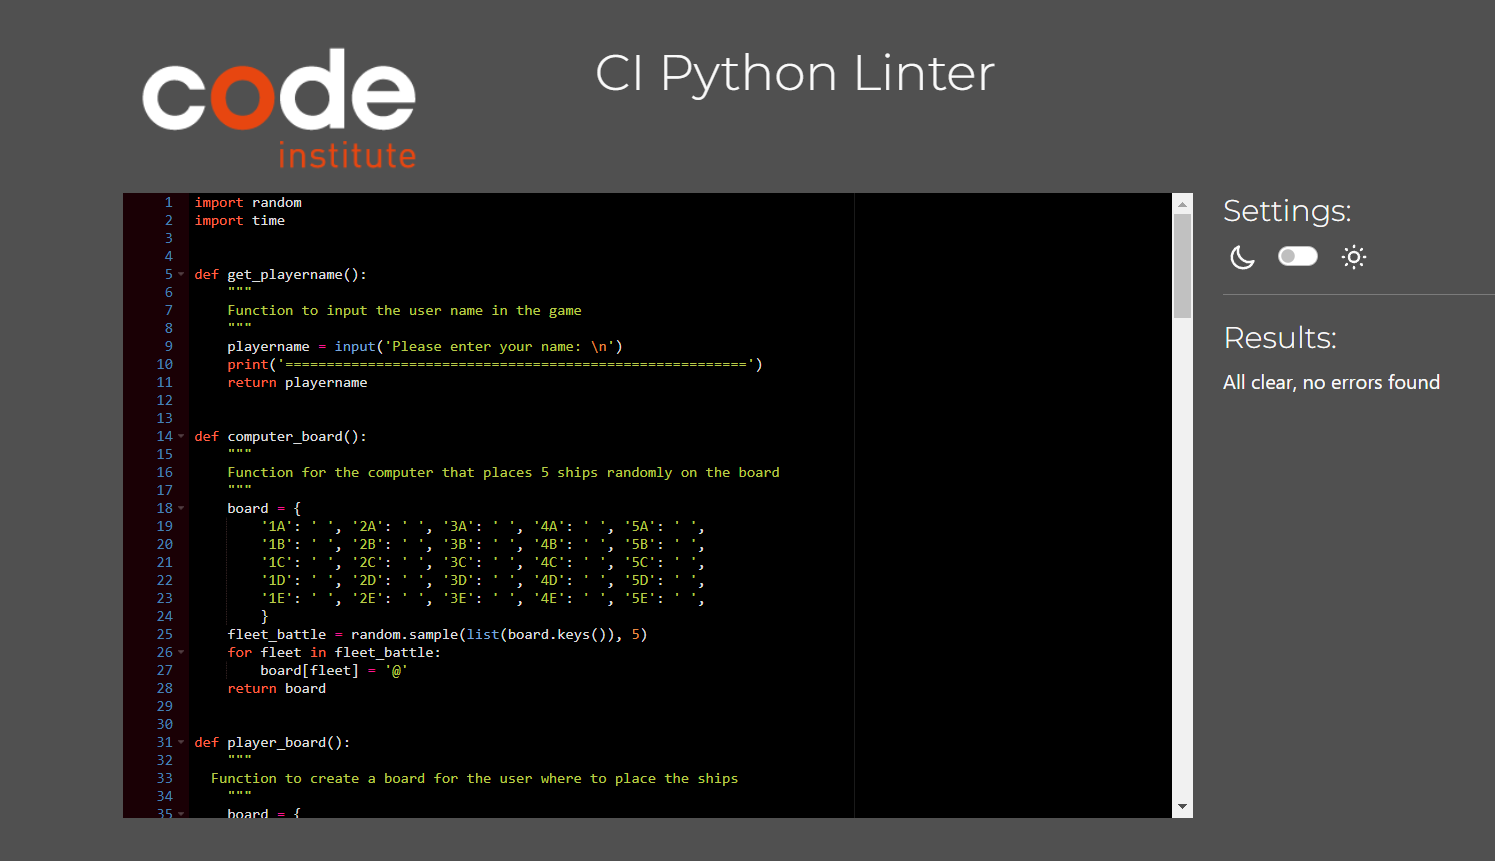 code
institute
CI Python Linter
1 import random
2 import time
3
4
5 def get_playername():
6 """
7 Function to input the user name in the game
8 """
9 playername = input('Please enter your name: \n')
10 print('========================================================')
11 return playername
12
13
14 def computer_board():
15 """
16 Function for the computer that places 5 ships randomly on the board
17 """
18 board = {
19 '1A': ' ', '2A': ' ', '3A': ' ', '4A': ' ', '5A': ' ',
20 '1B': ' ', '2B': ' ', '3B': ' ', '4B': ' ', '5B': ' ',
21 '1C': ' ', '2C': ' ', '3C': ' ', '4C': ' ', '5C': ' ',
22 '1D': ' ', '2D': ' ', '3D': ' ', '4D': ' ', '5D': ' ',
23 '1E': ' ', '2E': ' ', '3E': ' ', '4E': ' ', '5E': ' ',
24 }
25 fleet_battle = random.sample(list(board.keys()), 5)
26 for fleet in fleet_battle:
27 board[fleet] = '@'
28 return board
29
30
31 def player_board():
32 """
33 Function to create a board for the user where to place the ships
34 """
35 board = {
Settings:
Results:
All clear, no errors found